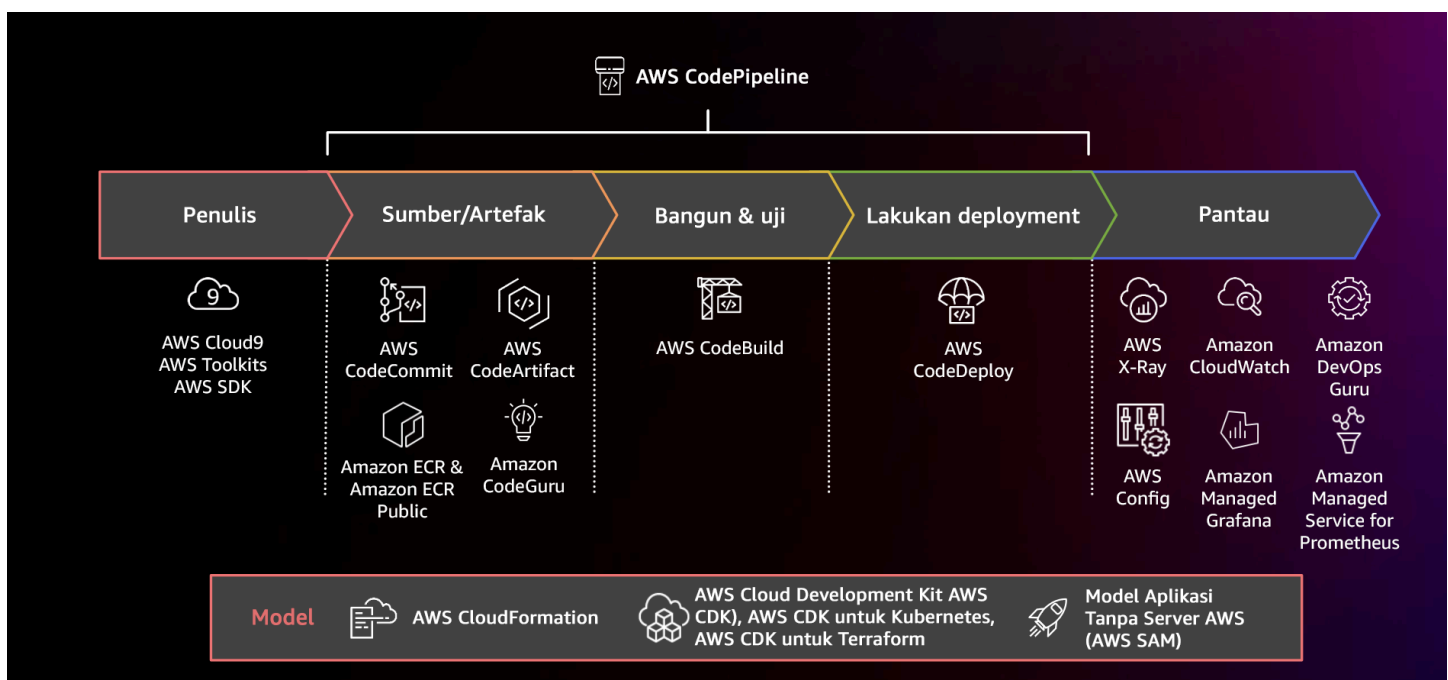 AWS CodePipeline
Penulis
Sumber/Artefak
Bangun & uji
Lakukan deployment
Pantau
9
AWS Cloud9
AWS Toolkits
AWS SDK
AWS
CodeCommit
AWS
CodeArtifact
Amazon ECR &
Amazon ECR
Public
Amazon
CodeGuru
AWS CodeBuild
AWS
CodeDeploy
AWS
X-Ray
Amazon
CloudWatch
Amazon
DevOps
Guru
AWS
Config
Amazon
Managed
Grafana
Amazon
Managed
Service for
Prometheus
Model
AWS CloudFormation
AWS Cloud Development Kit AWS
CDK), AWS CDK untuk Kubernetes,
AWS CDK untuk Terraform
Model Aplikasi
Tanpa Server AWS
(AWS SAM)